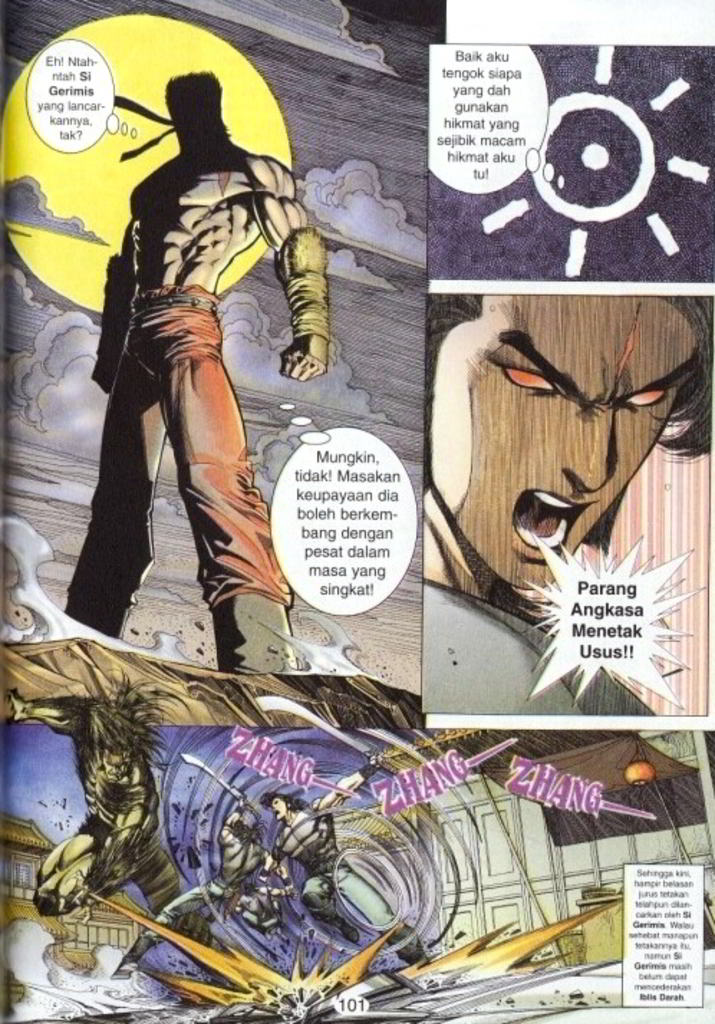 Eh! Ntah-
ntah Si
Gerimis
yang lancar-
kannya,
tak?
Mungkin,
tidak! Masakan
keupayaan dia
boleh berkem-
bang dengan
pesat dalam
masa yang
singkat!
Baik aku
tengok siapa
yang dah
gunakan
hikmat yang
sejibik macam
hikmat aku
tu!
Parang
Angkasa
Menetak
Usus!!
ZHANG
ZHANG
ZHANG
Sehingga kini,
hampir belasan
jurus tetakan
telahpun dilan-
carkan oleh Si
Gerimis. Walau
sehebat manapun
tetakannya itu,
namun Si
Gerimis masih
belum dapat
mencederakan
Iblis Darah.
101